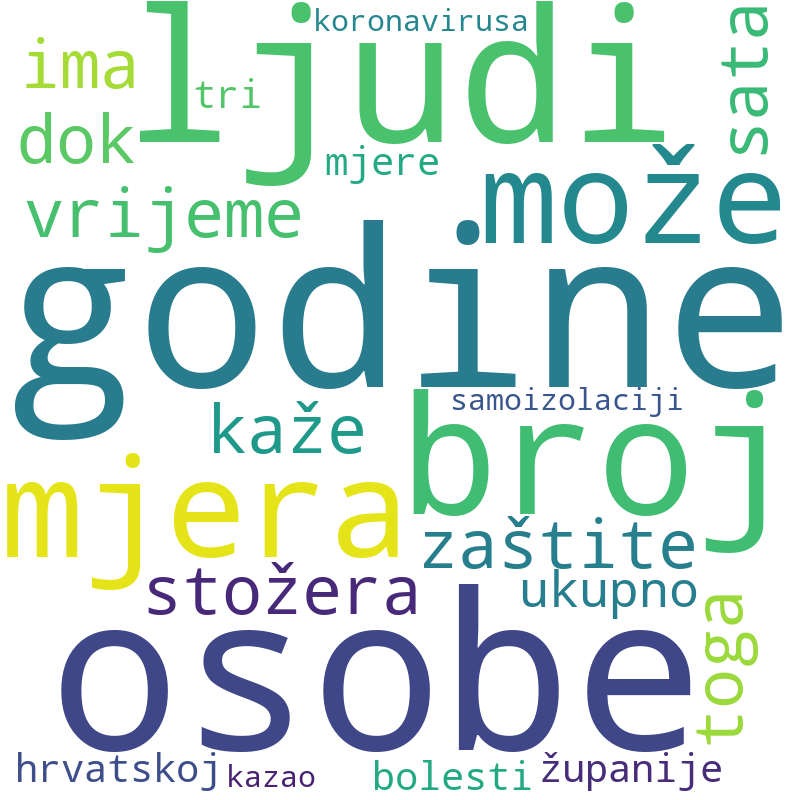 koronavirusa
ljudi
ima
sata
tri
dok
mjere
može
vrijeme
godine
samoizolaciji
kaže
broj
mjera
zaštite
stožera
ukupno
toga
osobe
hrvatskoj
kazao
bolesti
županije